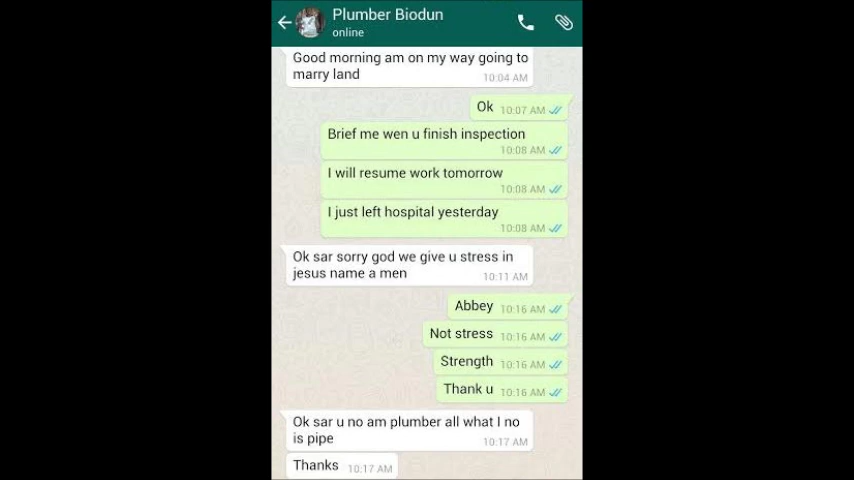 Plumber Biodun
online
Good morning am on my way going to
marry land
10:04 AM
Ok 10:07 AM
Brief me wen u finish inspection
10:08 AM
I will resume work tomorrow
10:08 AM
I just left hospital yesterday
10:08 AM
Ok sar sorry god we give u stress in
jesus name a men
10:11 AM
Abbey 10:16 AM
Not stress 10:16 AM
Strength 10:16 AM
Thank u 10:16 AM
Ok sar u no am plumber all what I no
is pipe
10:17 AM
Thanks 10:17 AM